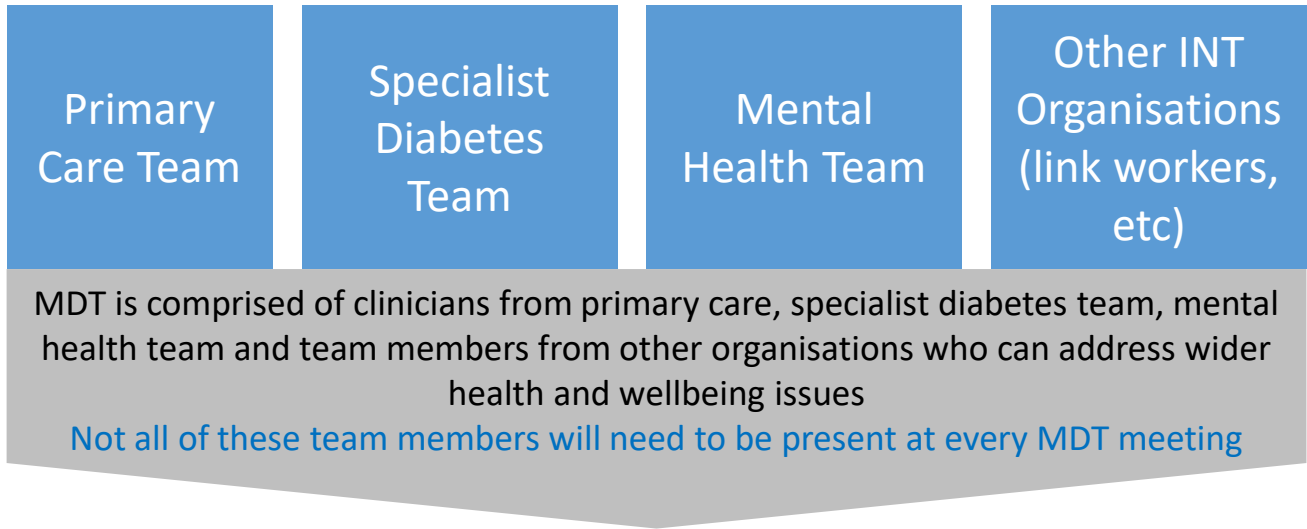 Primary
Care Team
Specialist
Diabetes
Team
Mental
Health Team
Other INT
Organisations
(link workers,
etc)
MDT is comprised of clinicians from primary care, specialist diabetes team, mental
health team and team members from other organisations who can address wider
health and wellbeing issues
Not all of these team members will need to be present at every MDT meeting